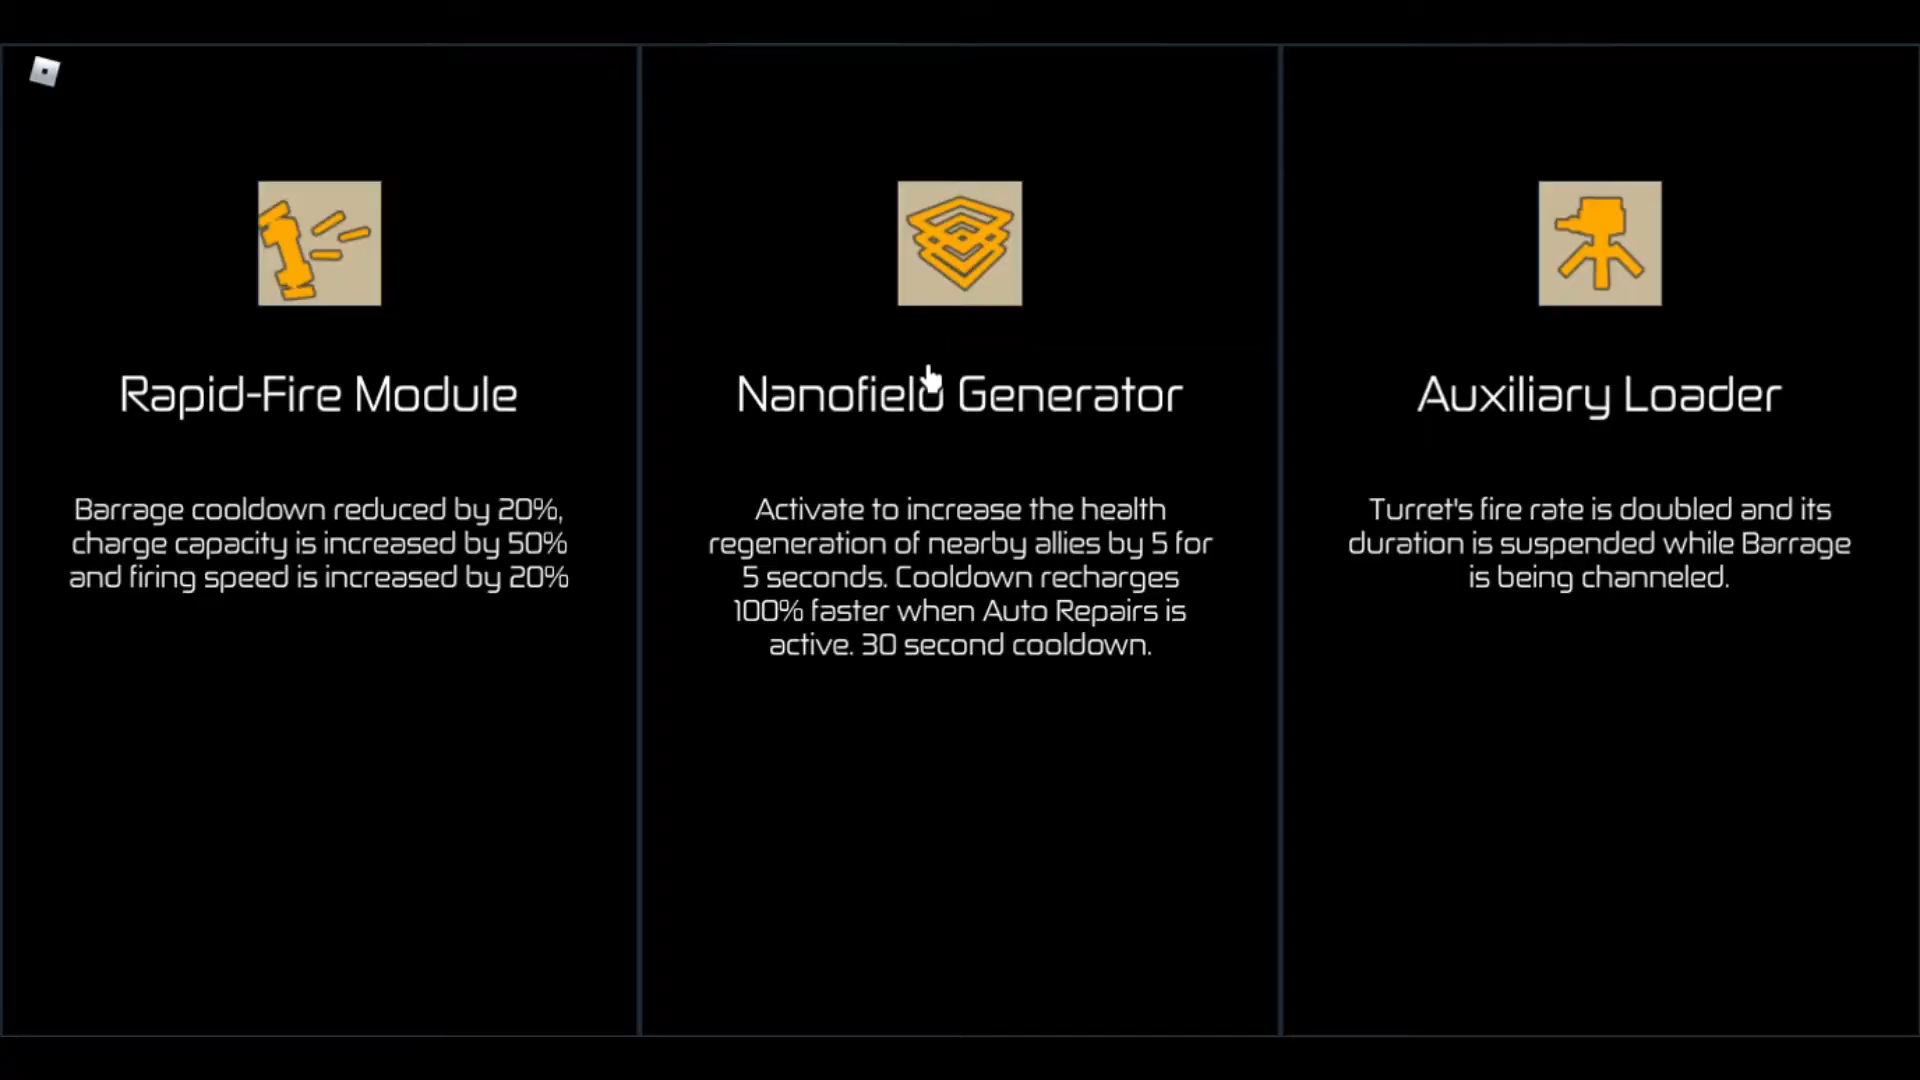 Rapid-Fire Module
Barrage cooldown reduced by 20%,
charge capacity is increased by 50%
and firing speed is increased by 20%
Nanofield Generator
Activate to increase the health
regeneration of nearby allies by 5 for
5 seconds. Cooldown recharges
100% faster when Auto Repairs is
active. 30 second cooldown.
Auxiliary Loader
Turret's fire rate is doubled and its
duration is suspended while Barrage
is being channeled.